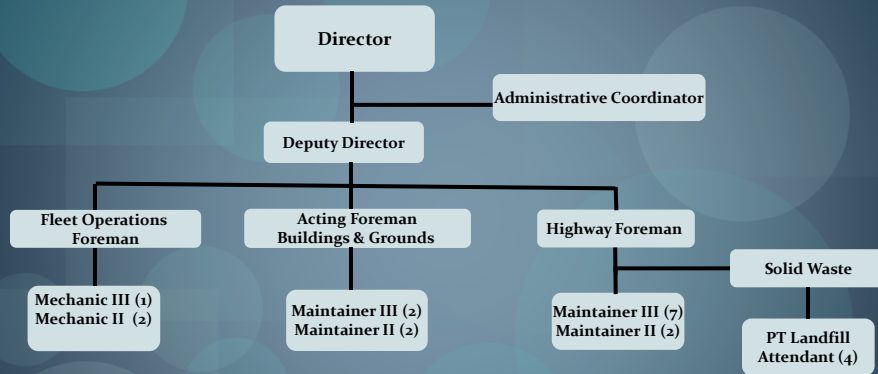 Director
Administrative Coordinator
Deputy Director
Fleet Operations
Foreman
Acting Foreman
Buildings & Grounds
Highway Foreman
Solid Waste
Mechanic III (1)
Mechanic II (2)
Maintainer III (2)
Maintainer II (2)
Maintainer III (7)
Maintainer II (2)
PT Landfill
Attendant (4)